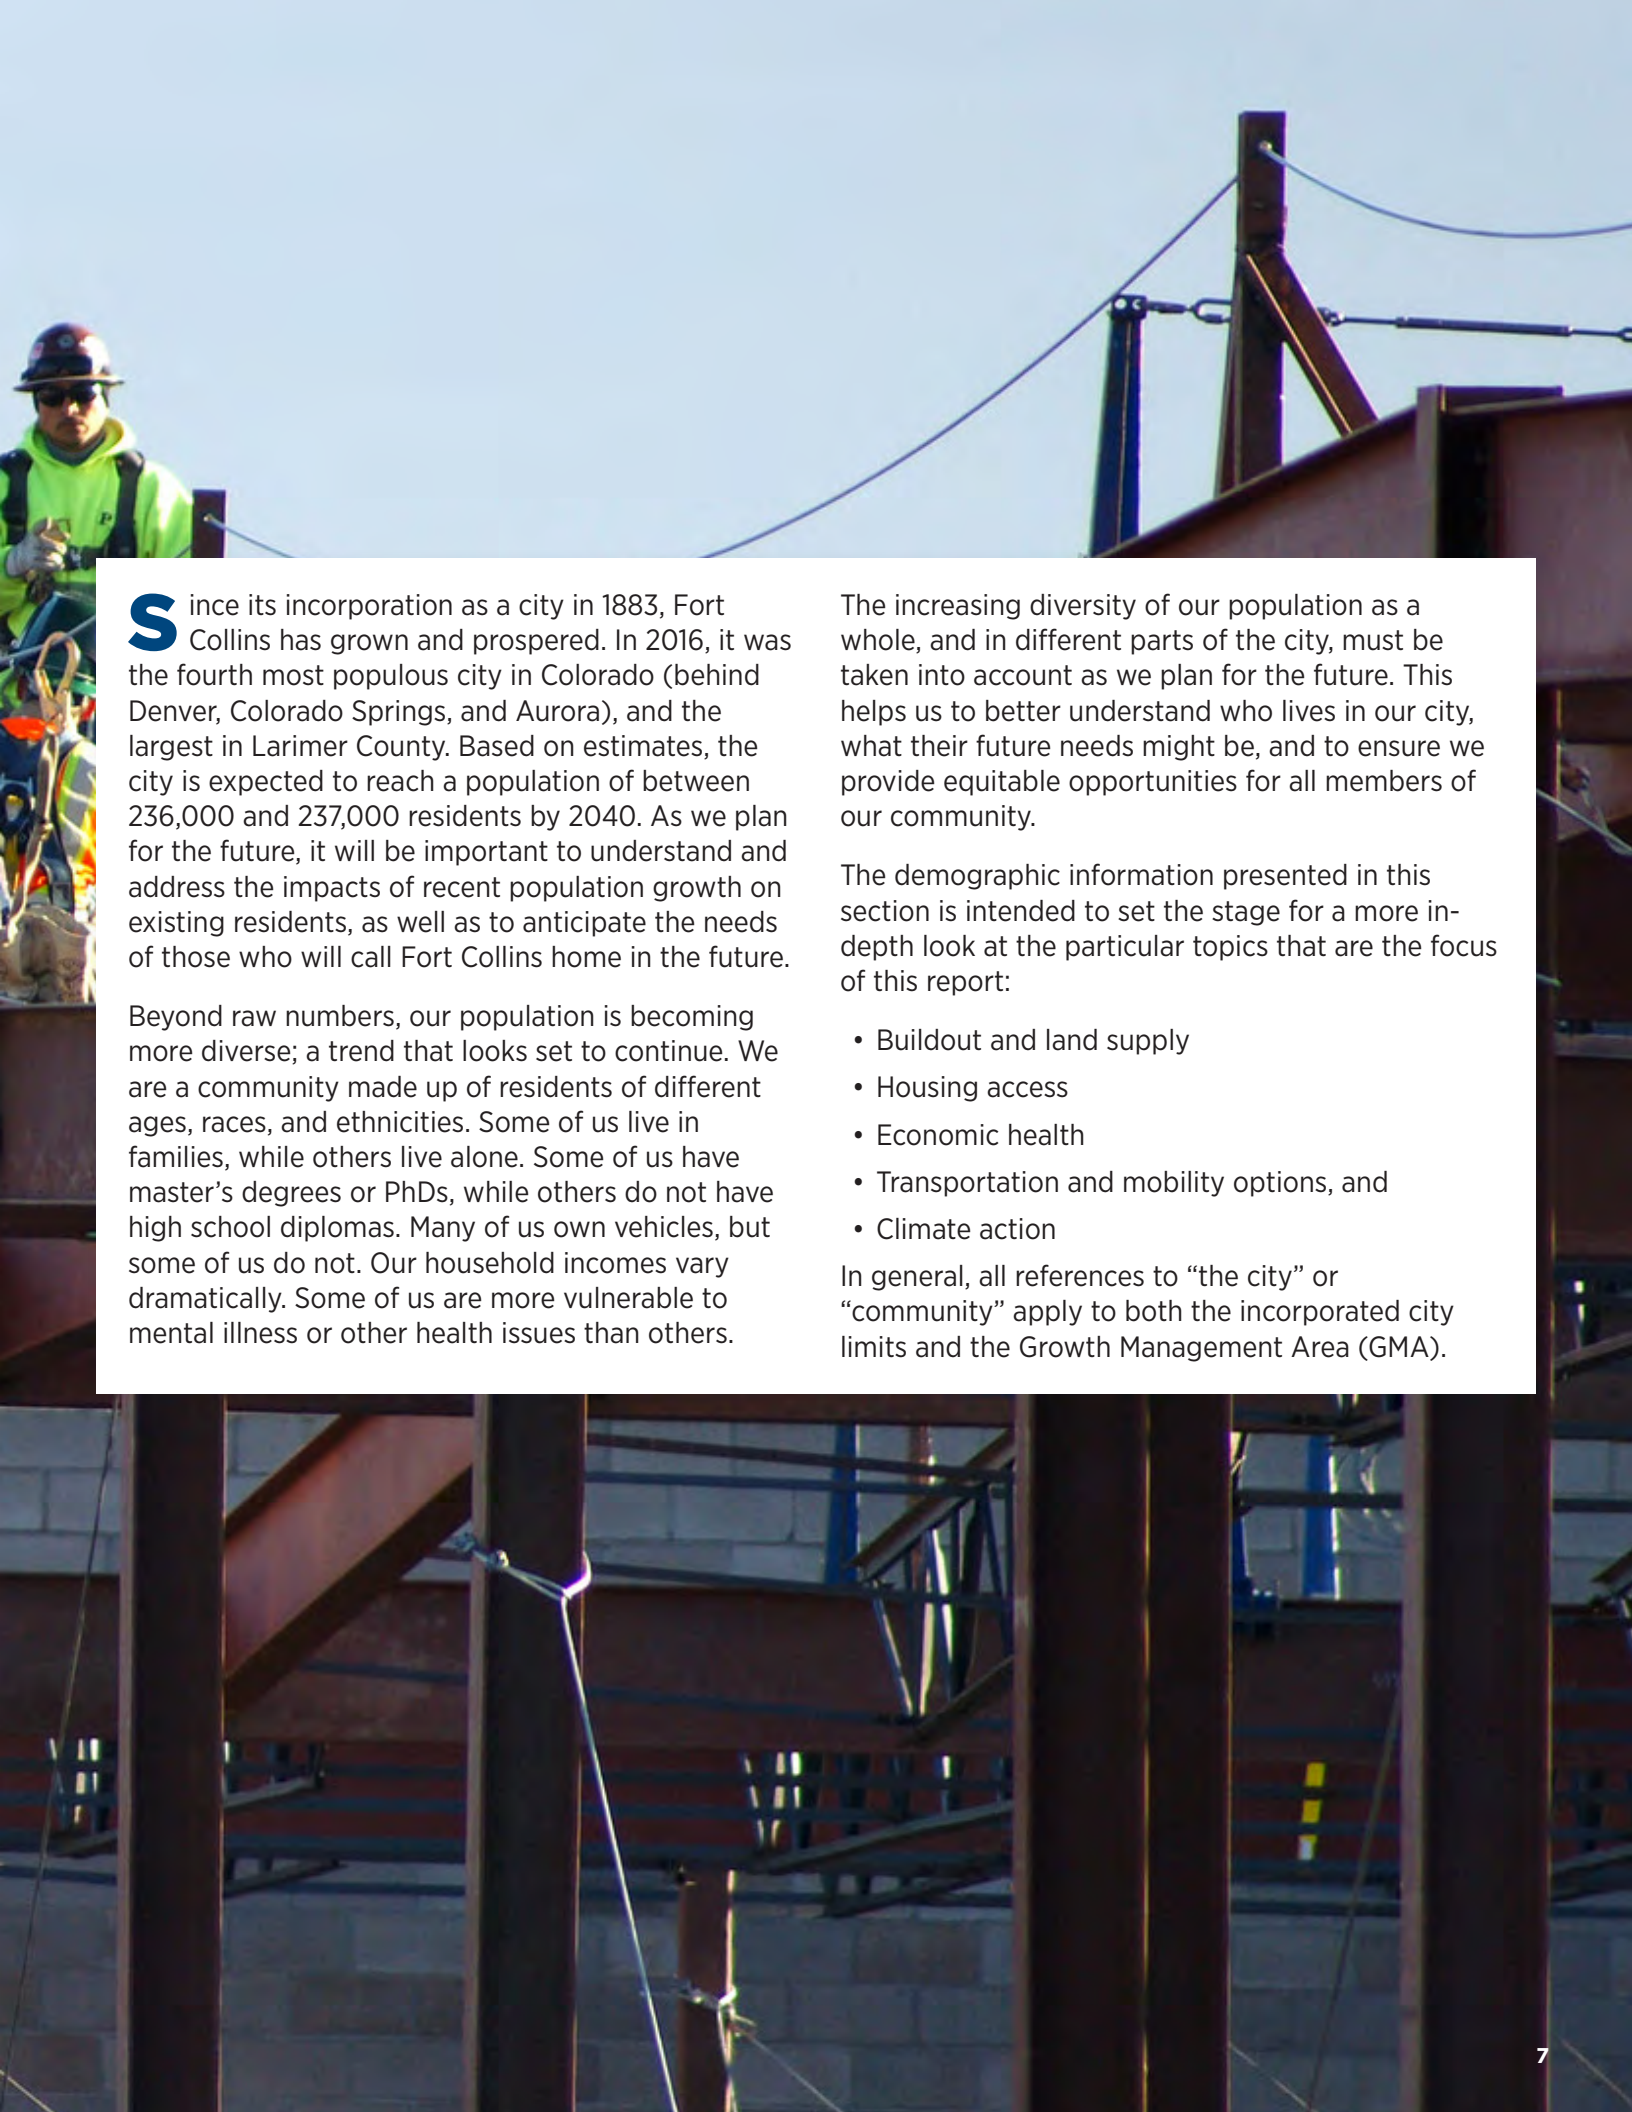 Since its incorporation as a city in 1883, Fort
Collins has grown and prospered. In 2016, it was
the fourth most populous city in Colorado (behind
Denver, Colorado Springs, and Aurora), and the
largest in Larimer County. Based on estimates, the
city is expected to reach a population of between
236,000 and 237,000 residents by 2040. As we plan
for the future, it will be important to understand and
address the impacts of recent population growth on
existing residents, as well as to anticipate the needs
of those who will call Fort Collins home in the future.
Beyond raw numbers, our population is becoming
more diverse; a trend that looks set to continue. We
are a community made up of residents of different
ages, races, and ethnicities. Some of us live in
families, while others live alone. Some of us have
master’s degrees or PhDs, while others do not have
high school diplomas. Many of us own vehicles, but
some of us do not. Our household incomes vary
dramatically. Some of us are more vulnerable to
mental illness or other health issues than others.
The increasing diversity of our population as a
whole, and in different parts of the city, must be
taken into account as we plan for the future. This
helps us to better understand who lives in our city,
what their future needs might be, and to ensure we
provide equitable opportunities for all members of
our community.
The demographic information presented in this
section is intended to set the stage for a more in-
depth look at the particular topics that are the focus
of this report:
• Buildout and land supply
• Housing access
• Economic health
• Transportation and mobility options, and
• Climate action
In general, all references to “the city” or
“community” apply to both the incorporated city
limits and the Growth Management Area (GMA).
7